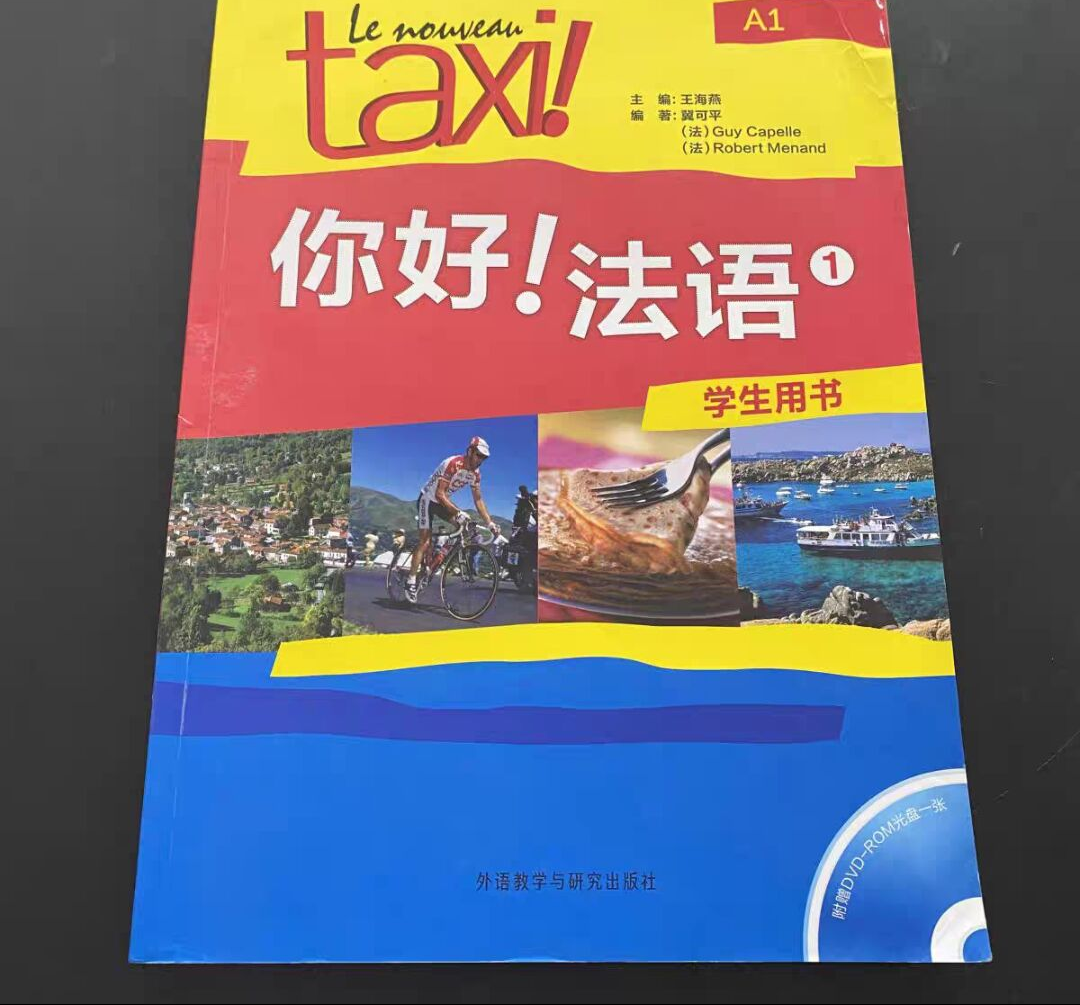 Le nouveau
taxi!
A1
主 编：王海燕
编 著：冀可平
（法）Guy Capelle
（法）Robert Menand
你好！法语❶
学生用书
附赠DVD-ROM光盘一张
外语教学与研究出版社